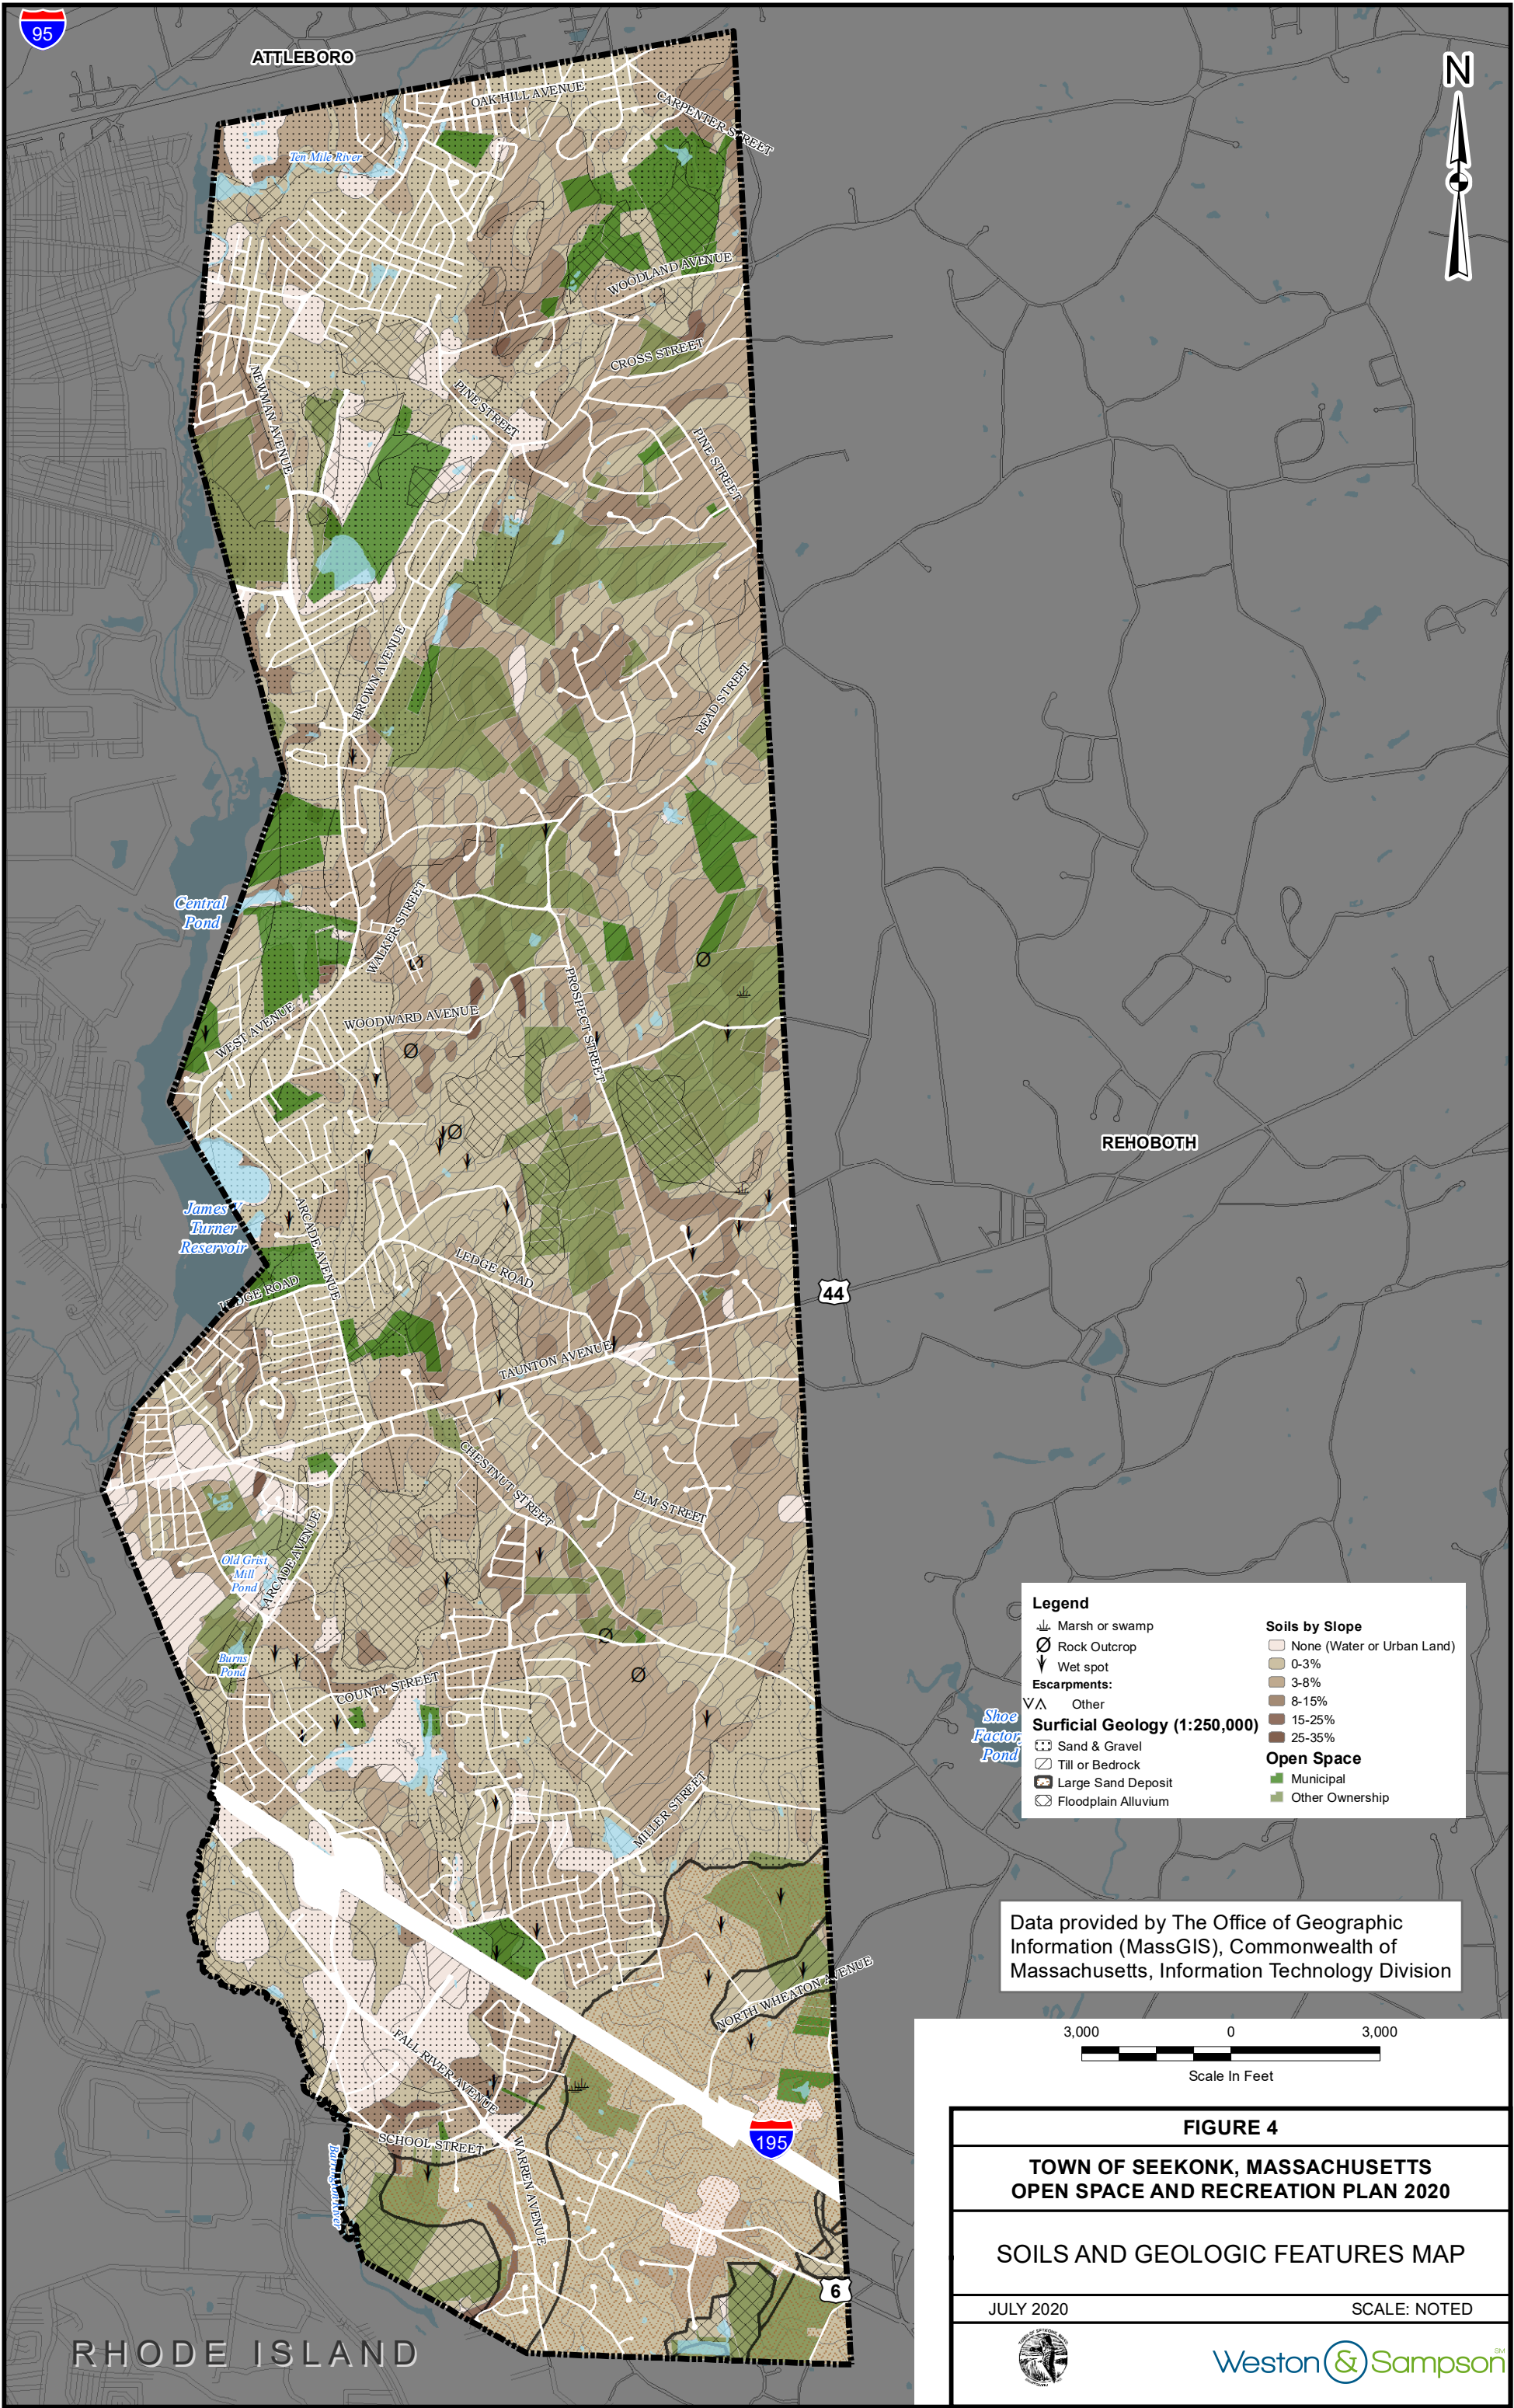 95
ATTLEBORO
N
OAK HILL AVENUE
CARPENTER STREET
Ten Mile River
WOODLAND AVENUE
CROSS STREET
NEWMAN AVENUE
PINE STREET
PINE STREET
BROWN AVENUE
READ STREET
Central
Pond
WALKER STREET
PROSPECT STREET
WEST AVENUE
WOODWARD AVENUE
REHOBOTH
James V
Turner
Reservoir
ARCADE AVENUE
LEDGE ROAD
LEDGE ROAD
44
TAUNTON AVENUE
CHESTNUT STREET
ELM STREET
ARCADE AVENUE
Old Grist
Mill
Pond
Burns
Pond
COUNTY STREET
MILLER STREET
Shoe
Factory
Pond
Legend
Marsh or swamp
Rock Outcrop
Wet spot
Escarpments:
Other
Surficial Geology (1:250,000)
Sand & Gravel
Till or Bedrock
Large Sand Deposit
Floodplain Alluvium
Soils by Slope
None (Water or Urban Land)
0-3%
3-8%
8-15%
15-25%
25-35%
Open Space
Municipal
Other Ownership
Data provided by The Office of Geographic
Information (MassGIS), Commonwealth of
Massachusetts, Information Technology Division
NORTH WHEATON AVENUE
FALL RIVER AVENUE
SCHOOL STREET
WARREN AVENUE
195
6
RHODE ISLAND
3,000 0 3,000
Scale In Feet
FIGURE 4
TOWN OF SEEKONK, MASSACHUSETTS
OPEN SPACE AND RECREATION PLAN 2020
SOILS AND GEOLOGIC FEATURES MAP
JULY 2020 SCALE: NOTED
Weston & Sampson SM